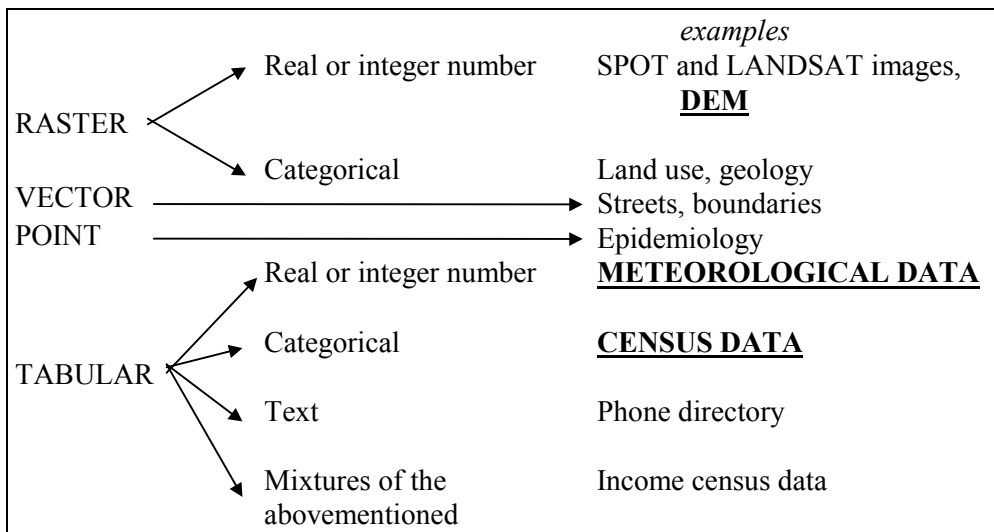 examples
Real or integer number SPOT and LANDSAT images,
DEM
RASTER
Categorical Land use, geology
VECTOR Streets, boundaries
POINT Epidemiology
Real or integer number METEOROLOGICAL DATA
Categorical CENSUS DATA
TABULAR
Text Phone directory
Mixtures of the Income census data
abovementioned